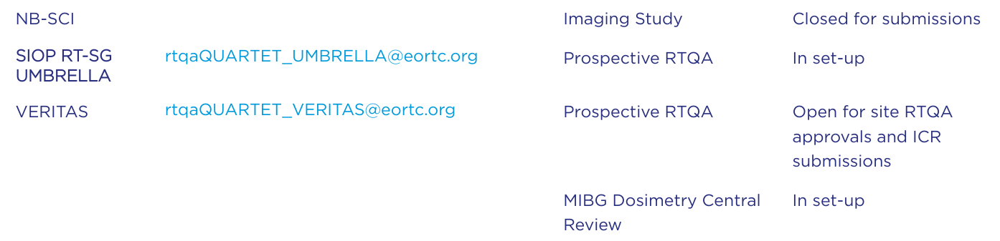 NB-SCI Imaging Study Closed for submissions
SIOP RT-SG rtqaQUARTET_UMBRELLA@eortc.org Prospective RTQA In set-up
UMBRELLA
VERITAS rtqaQUARTET_VERITAS@eortc.org Prospective RTQA Open for site RTQA
approvals and ICR
submissions
MIBG Dosimetry Central In set-up
Review